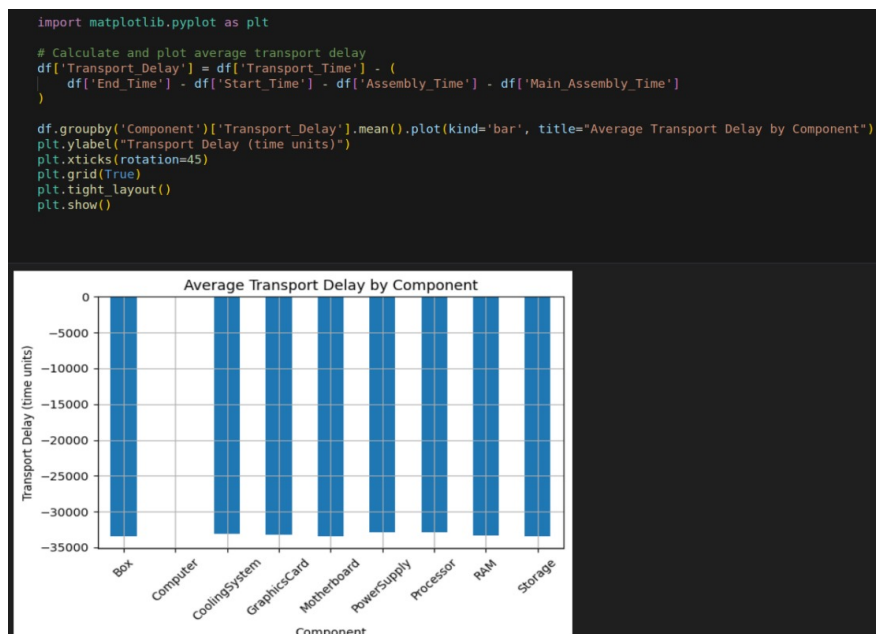 import matplotlib.pyplot as plt
# Calculate and plot average transport delay
df['Transport_Delay'] = df['Transport_Time'] - (
    df['End_Time'] - df['Start_Time'] - df['Assembly_Time'] - df['Main_Assembly_Time']
)
df.groupby('Component')['Transport_Delay'].mean().plot(kind='bar', title="Average Transport Delay by Component")
plt.ylabel("Transport Delay (time units)")
plt.xticks(rotation=45)
plt.grid(True)
plt.tight_layout()
plt.show()
Average Transport Delay by Component
Transport Delay (time units)
0
−5000
−10000
−15000
−20000
−25000
−30000
−35000
Box
Computer
CoolingSystem
GraphicsCard
Motherboard
PowerSupply
Processor
RAM
Storage
Component